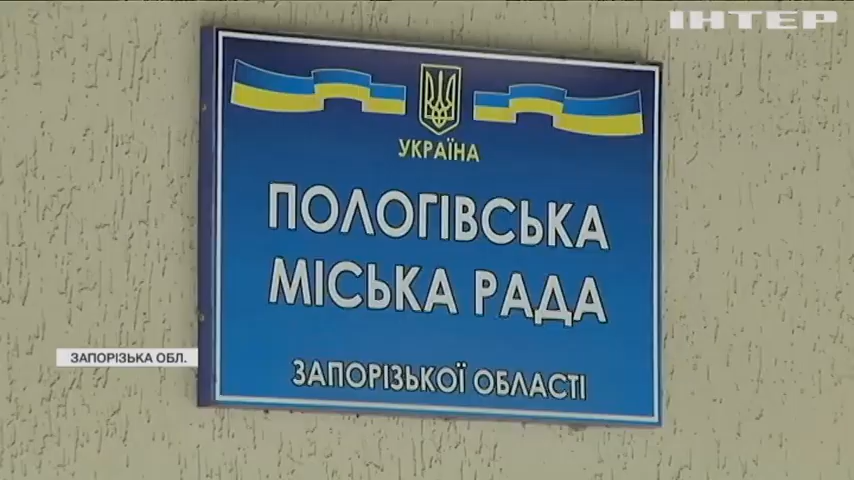 ІНТЕР
УКРАЇНА
ПОЛОГІВСЬКА
МІСЬКА РАДА
ЗАПОРІЗЬКОЇ ОБЛАСТІ
ЗАПОРІЗЬКА ОБЛ.